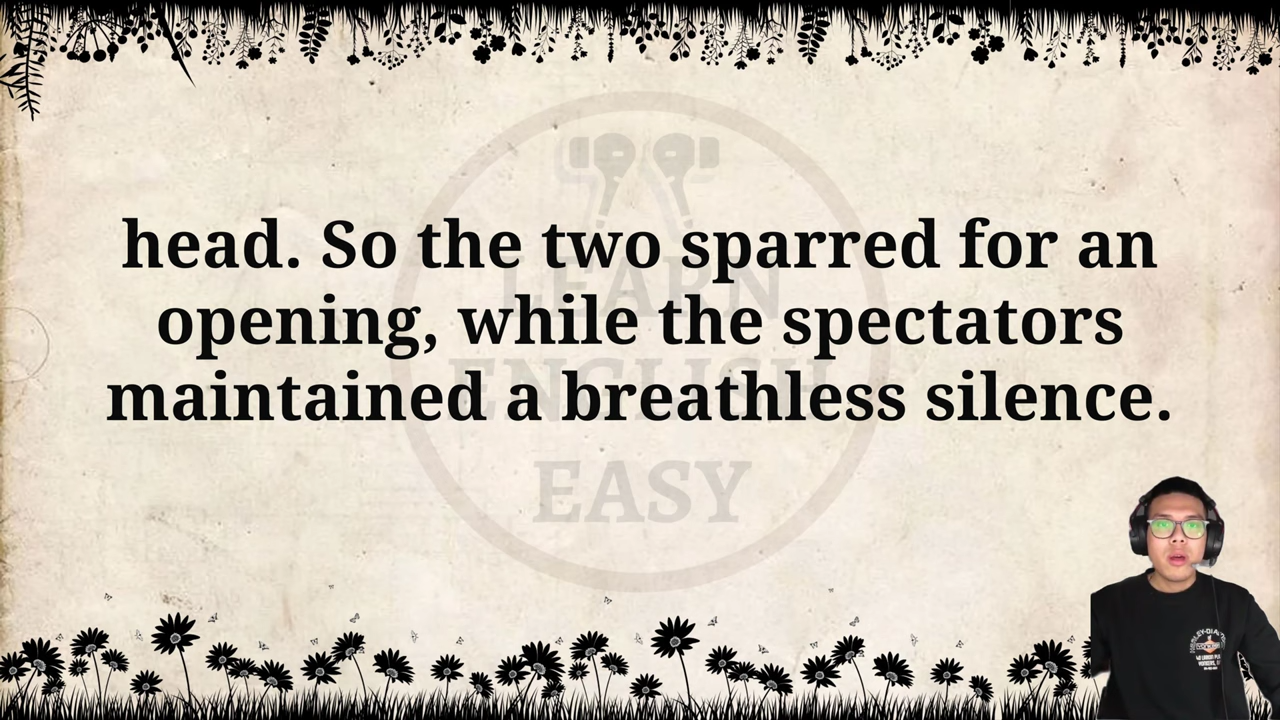 head. So the two sparred for an
opening, while the spectators
maintained a breathless silence.
LEARN
ENGLISH
EASY